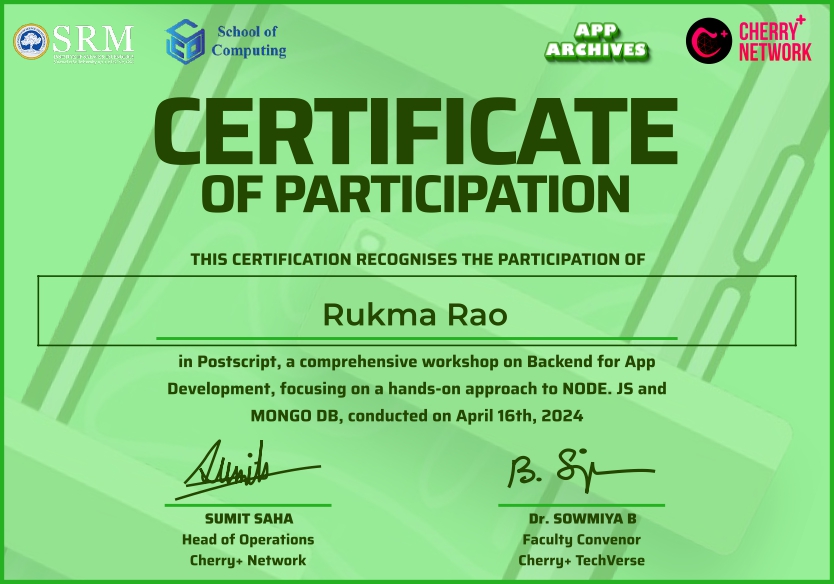 SRM
School of
Computing
APP
ARCHIVES
CHERRY+
NETWORK
CERTIFICATE
OF PARTICIPATION
THIS CERTIFICATION RECOGNISES THE PARTICIPATION OF
Rukma Rao
in Postscript, a comprehensive workshop on Backend for App
Development, focusing on a hands-on approach to NODE. JS and
MONGO DB, conducted on April 16th, 2024
SUMIT SAHA
Head of Operations
Cherry+ Network
Dr. SOWMIYA B
Faculty Convenor
Cherry+ TechVerse